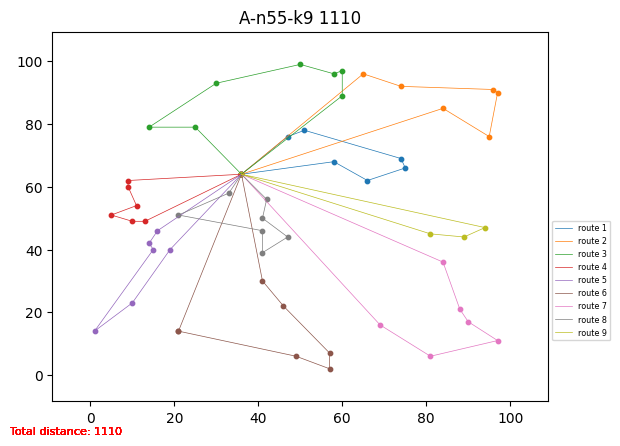 A-n55-k9 1110
100
80
60
40
20
0
0 20 40 60 80 100
route 1
route 2
route 3
route 4
route 5
route 6
route 7
route 8
route 9
Total distance: 1110